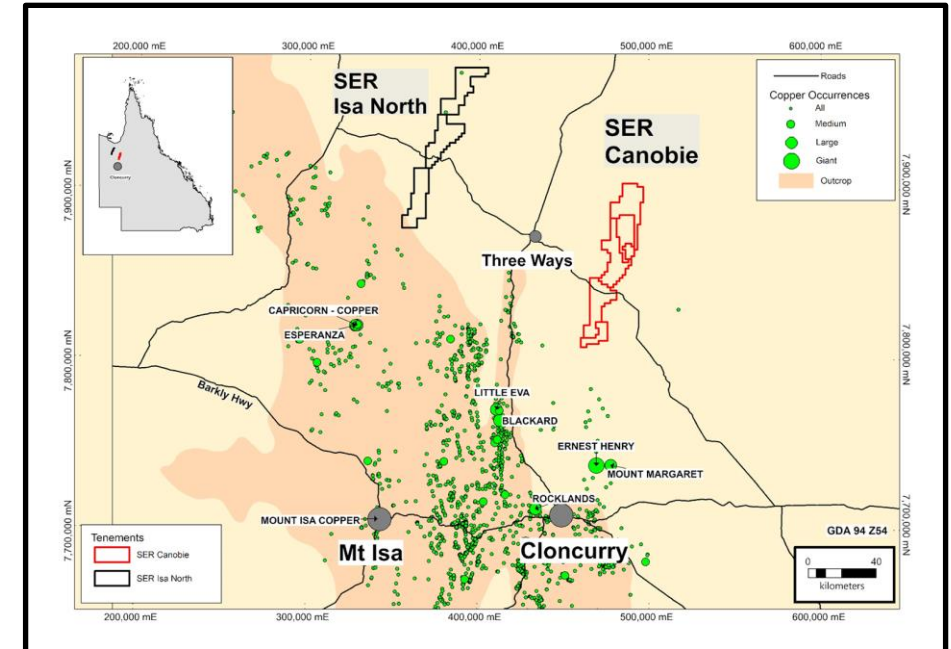 200,000 mE
300,000 mE
400,000 mE
500,000 mE
600,000 mE
SER
Isa North
SER
Canobie
Roads
Copper Occurrences
All
Medium
Large
Giant
Outcrop
Cloncurry
7,900,000 mN
7,900,000 mN
Three Ways
CAPRICORN - COPPER
ESPERANZA
7,800,000 mN
7,800,000 mN
Barkly Hwy
LITTLE EVA
BLACKARD
ERNEST HENRY
MOUNT MARGARET
ROCKLANDS
MOUNT ISA COPPER
7,700,000 mN
7,700,000 mN
Mt Isa
Cloncurry
GDA 94 Z54
Tenements
SER Canobie
SER Isa North
0
40
kilometers
200,000 mE
300,000 mE
400,000 mE
500,000 mE
600,000 mE